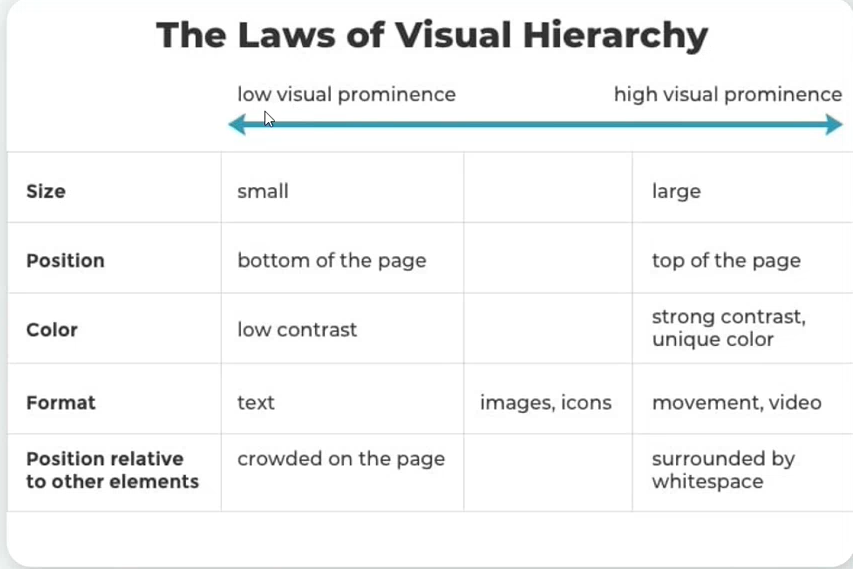 The Laws of Visual Hierarchy
low visual prominence high visual prominence
Size small large
Position bottom of the page top of the page
Color low contrast strong contrast,
unique color
Format text images, icons movement, video
Position relative crowded on the page surrounded by
to other elements whitespace